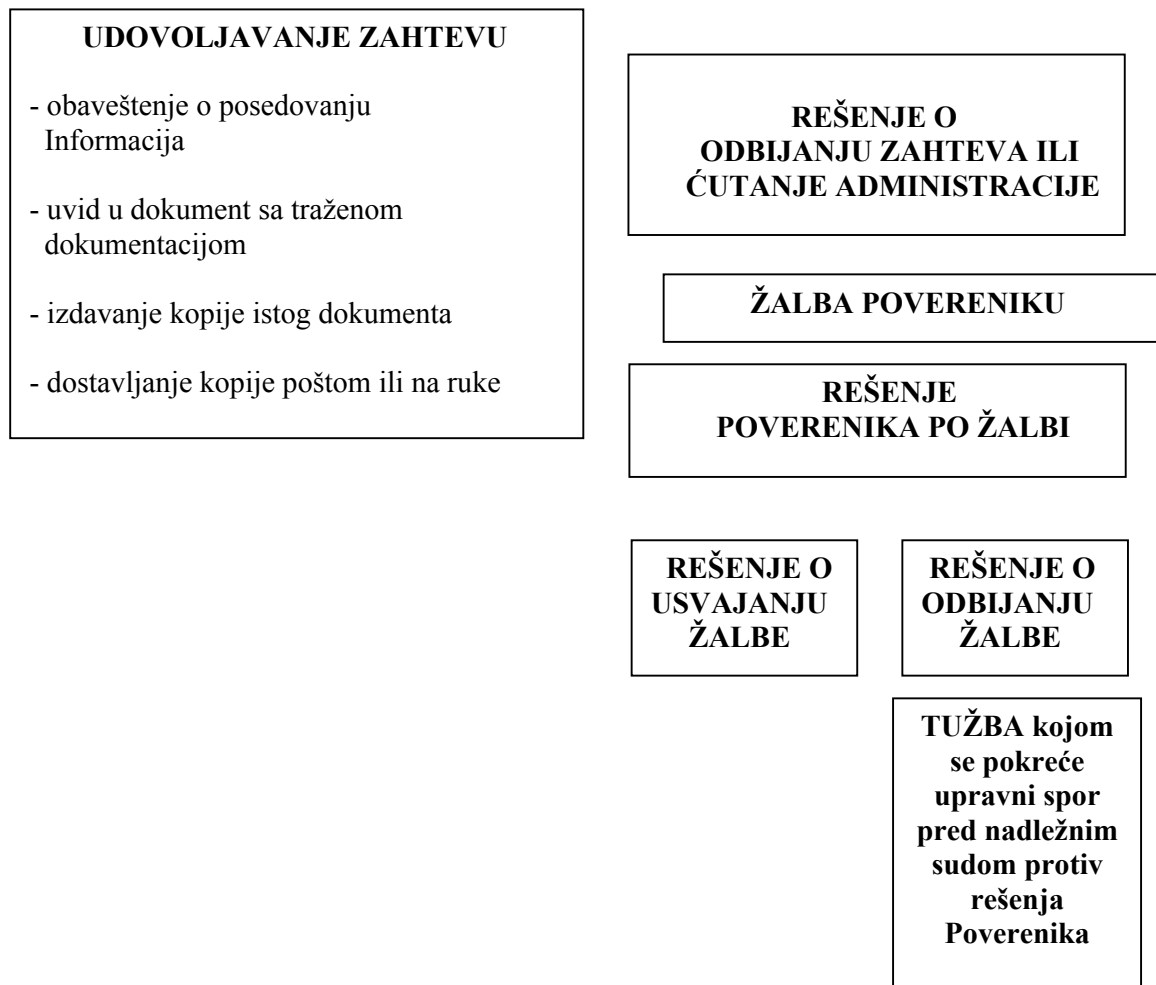 UDOVOLJAVANJE ZAHTEVU
- obaveštenje o posedovanju
Informacija
- uvid u dokument sa traženom
dokumentacijom
- izdavanje kopije istog dokumenta
- dostavljanje kopije poštom ili na ruke
REŠENJE O
ODBIJANJU ZAHTEVA ILI
ĆUTANJE ADMINISTRACIJE
ŽALBA POVERENIKU
REŠENJE
POVERENIKA PO ŽALBI
REŠENJE O
USVAJANJU
ŽALBE
REŠENJE O
ODBIJANJU
ŽALBE
TUŽBA kojom
se pokreće
upravni spor
pred nadležnim
sudom protiv
rešenja
Poverenika